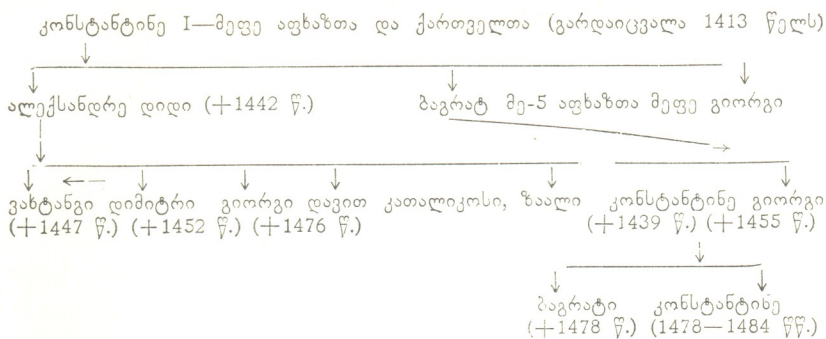 კონსტანტინე I—მეფე აფხაზთა და ქართველთა (გარდაიცვალა 1413 წელს)
ალექსანდრე დიდი (+1442 წ.) ბაგრატ მე-5 აფხაზთა მეფე გიორგი
ვახტანგი დიმიტრი გიორგი დავით კათალიკოსი, ზაალი კონსტანტინე გიორგი
(+1447 წ.) (+1452 წ.) (+1476 წ.) (+1439 წ.) (+1455 წ.)
ბაგრატი კონსტანტინე
(+1478 წ.) (1478—1484 წწ.)